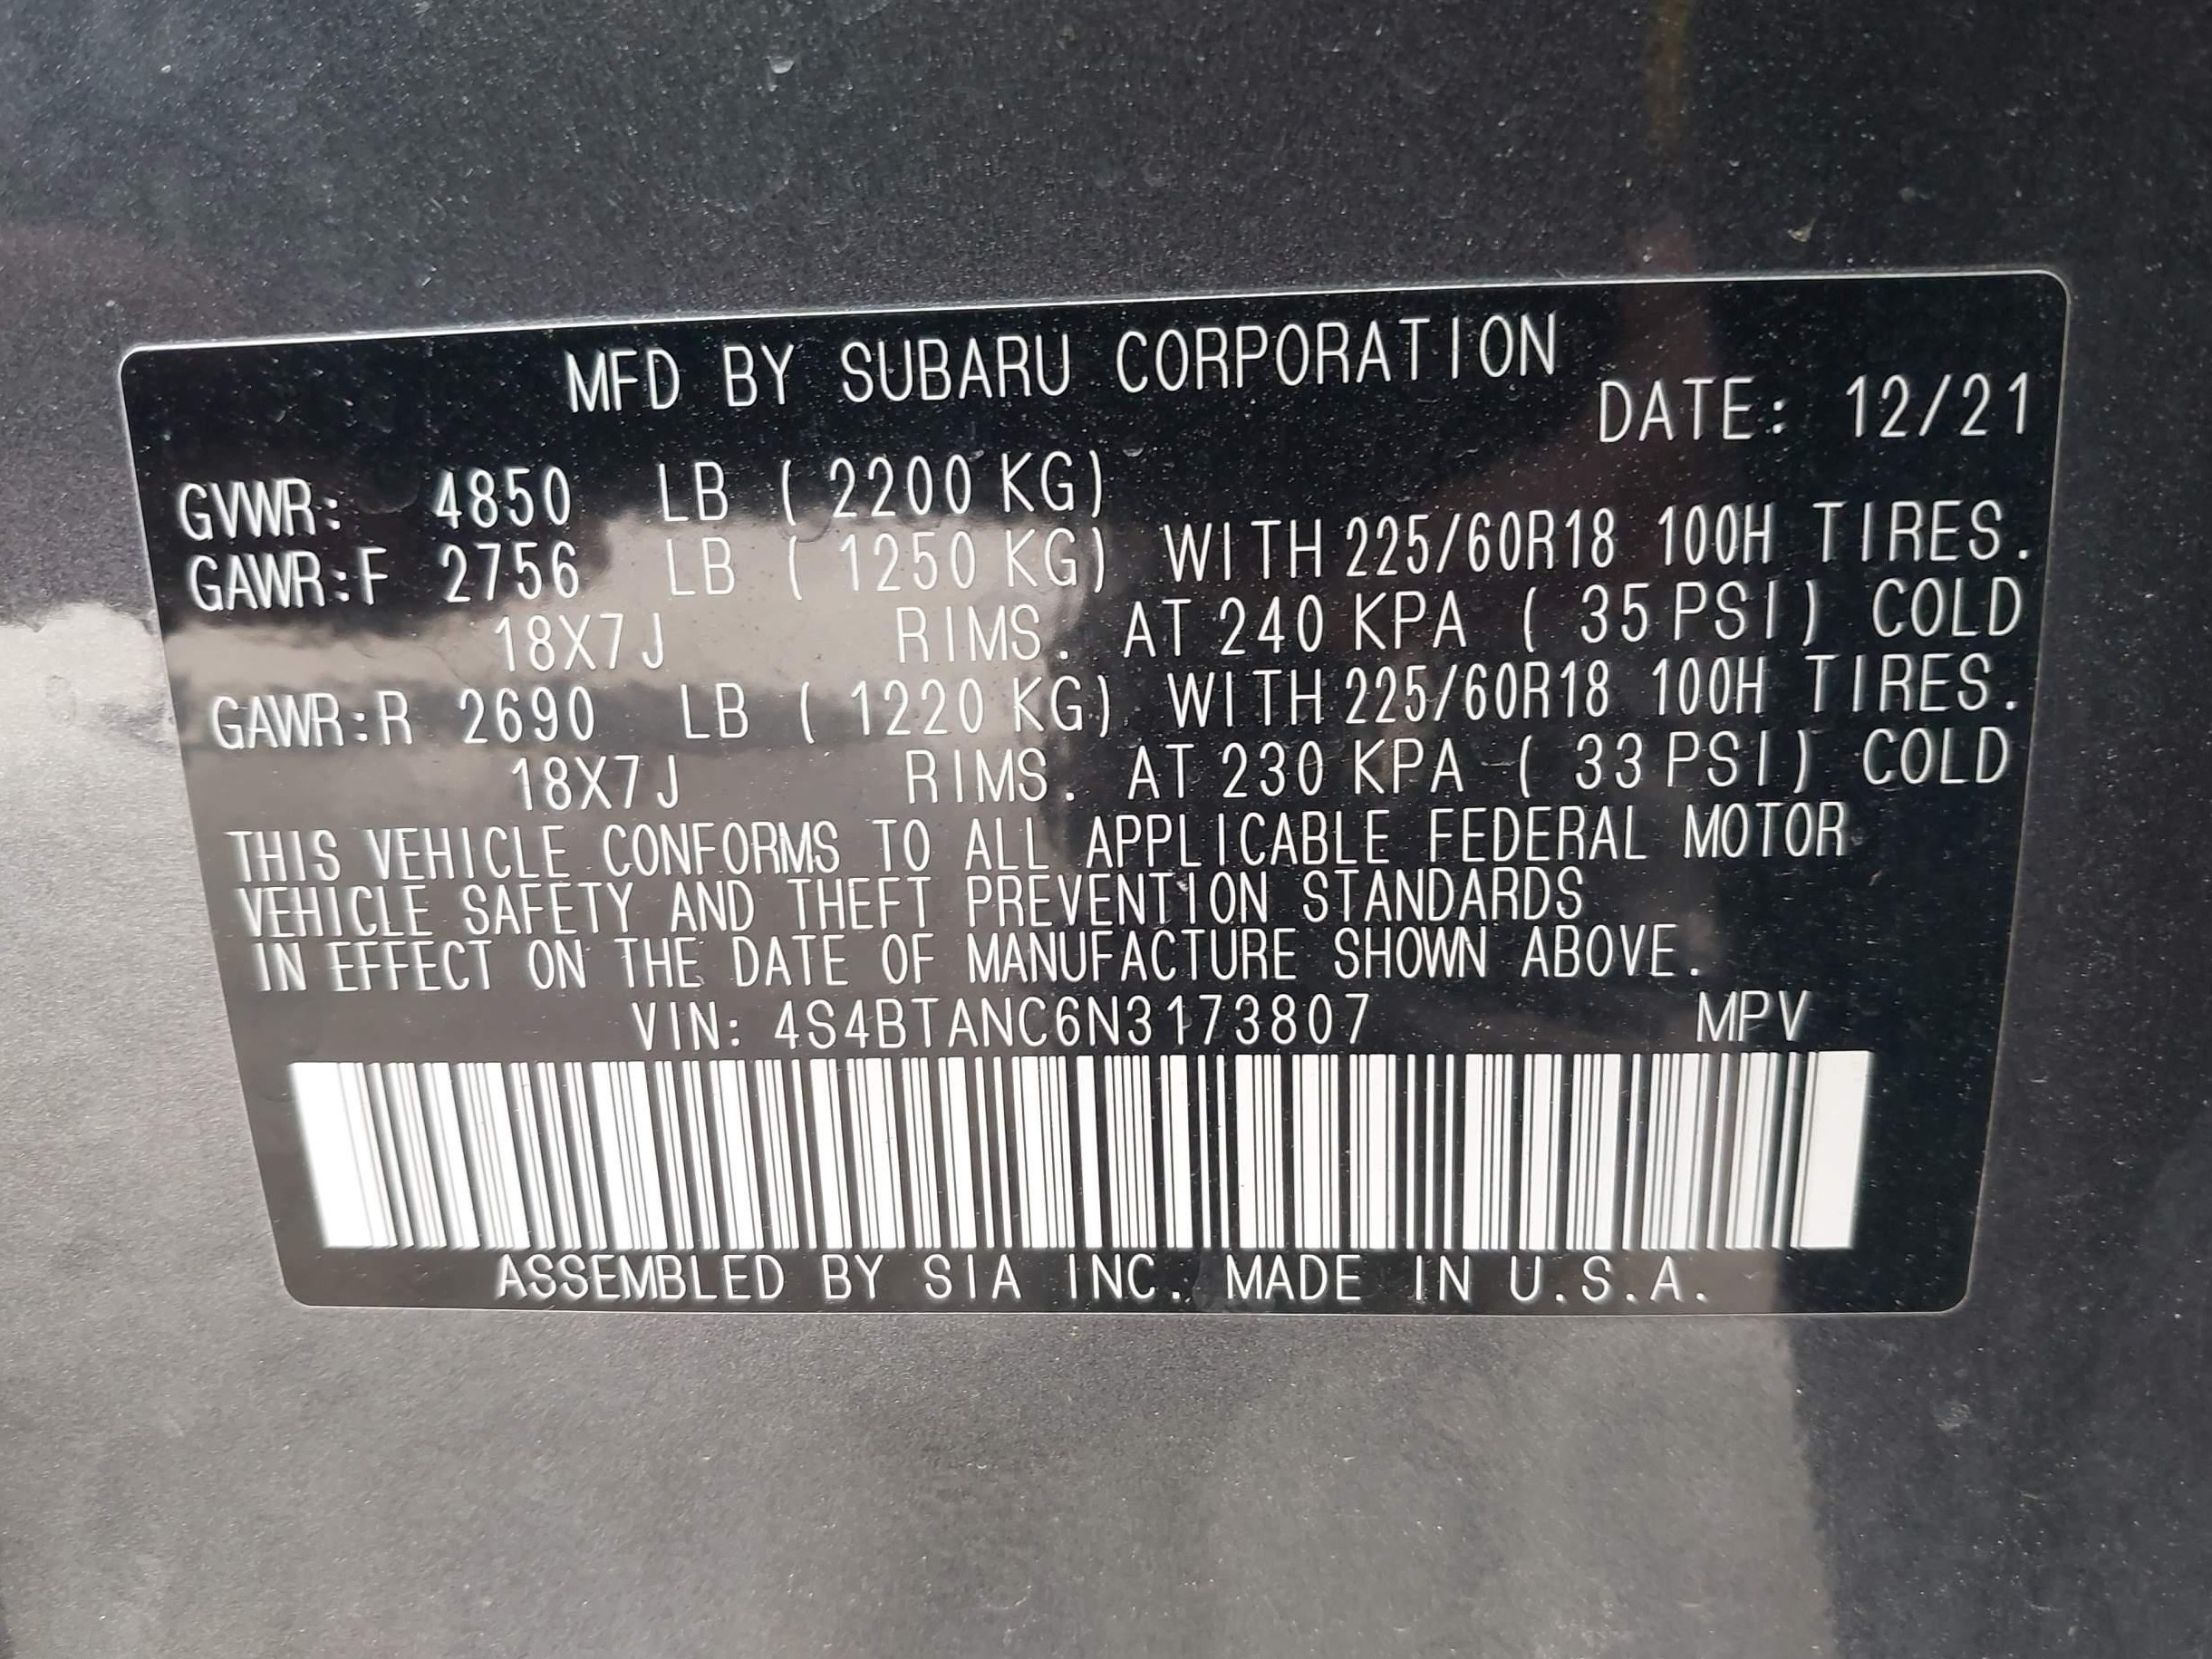 MFD BY SUBARU CORPORATION
DATE: 12/21
GVWR: 4850 LB ( 2200 KG)
GAWR:F 2756 LB ( 1250 KG) WITH 225/60R18 100H TIRES.
18X7J RIMS. AT 240 KPA ( 35 PSI) COLD
GAWR:R 2690 LB ( 1220 KG) WITH 225/60R18 100H TIRES.
18X7J RIMS. AT 230 KPA ( 33 PSI) COLD
THIS VEHICLE CONFORMS TO ALL APPLICABLE FEDERAL MOTOR
VEHICLE SAFETY AND THEFT PREVENTION STANDARDS
IN EFFECT ON THE DATE OF MANUFACTURE SHOWN ABOVE.
VIN: 4S4BTANC6N3173807 MPV
ASSEMBLED BY SIA INC. MADE IN U.S.A.